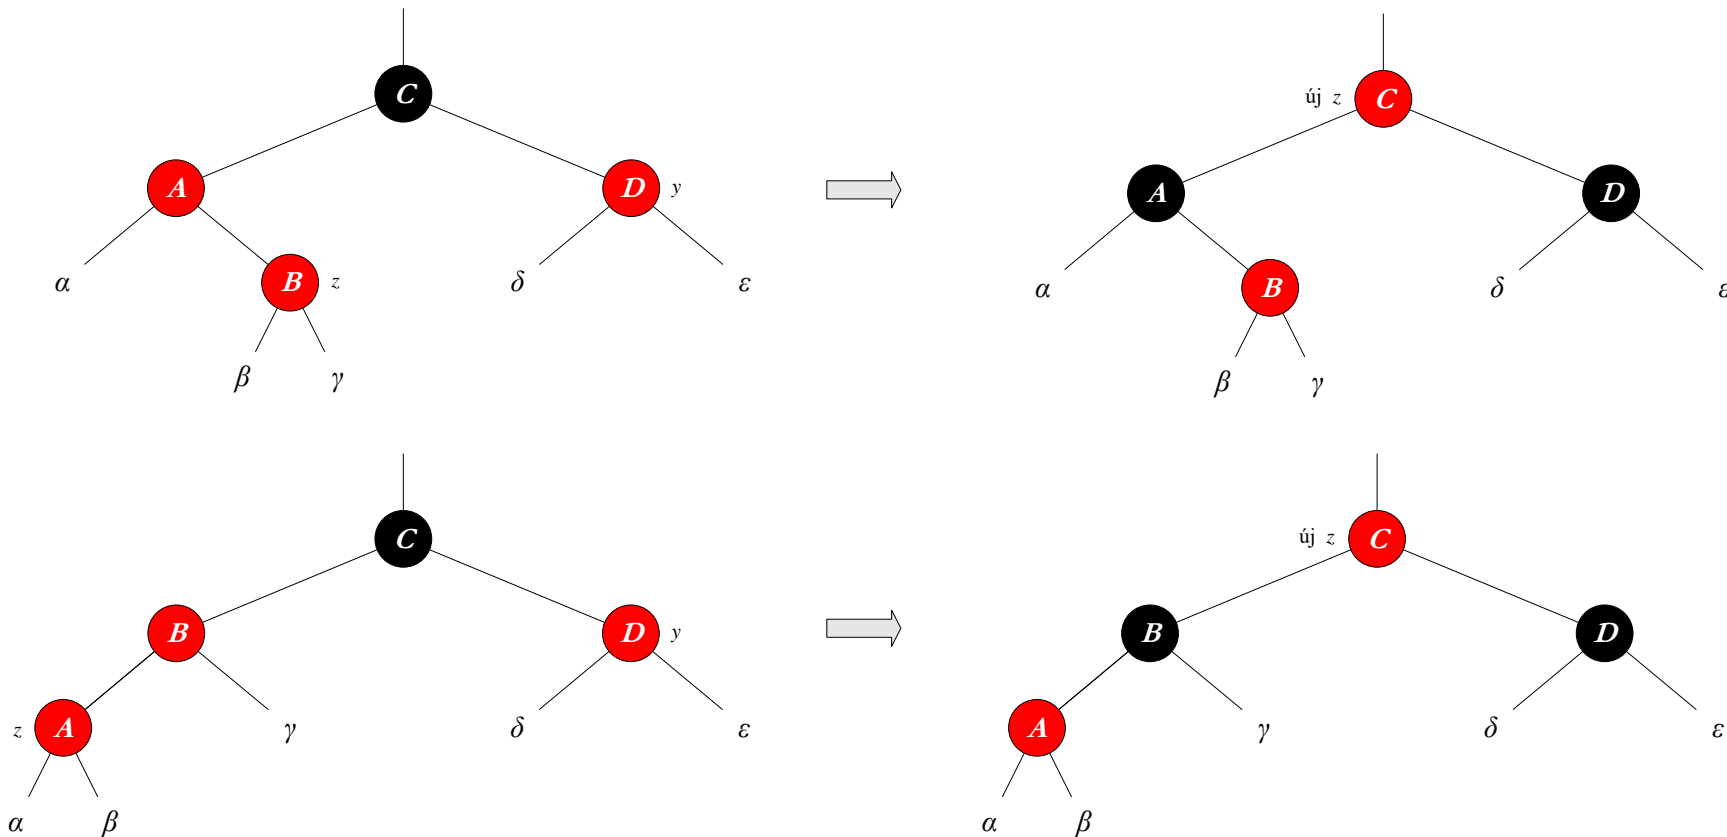 C
új z C
A D y
A D
α B z δ ε
α B δ ε
β γ
β γ
C
új z C
B D y
B D
z A γ δ ε
A γ δ ε
α β
α β